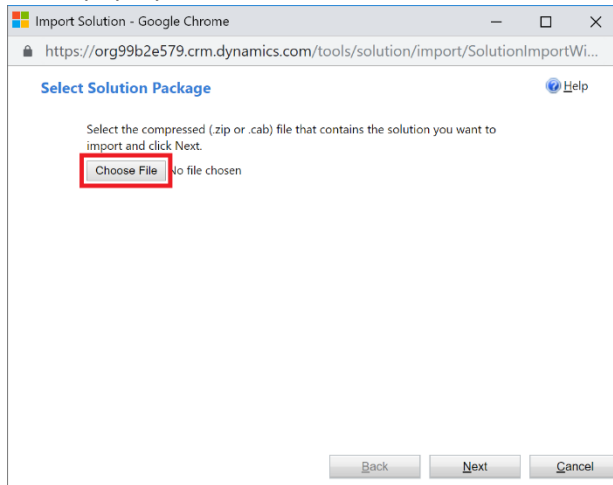 Import Solution - Google Chrome
https://org99b2e579.crm.dynamics.com/tools/solution/import/SolutionImportWi...
Select Solution Package
Help
Select the compressed (.zip or .cab) file that contains the solution you want to
import and click Next.
Choose File No file chosen
Back Next Cancel